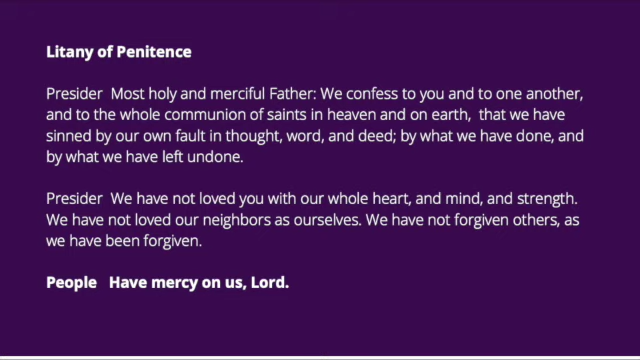 Litany of Penitence
Presider Most holy and merciful Father: We confess to you and to one another,
and to the whole communion of saints in heaven and on earth, that we have
sinned by our own fault in thought, word, and deed; by what we have done, and
by what we have left undone.
Presider We have not loved you with our whole heart, and mind, and strength.
We have not loved our neighbors as ourselves. We have not forgiven others, as
we have been forgiven.
People Have mercy on us, Lord.